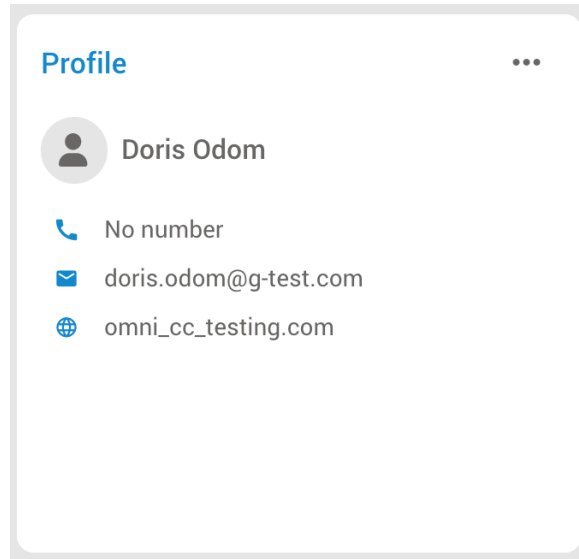 Profile
Doris Odom
No number
doris.odom@g-test.com
omni_cc_testing.com